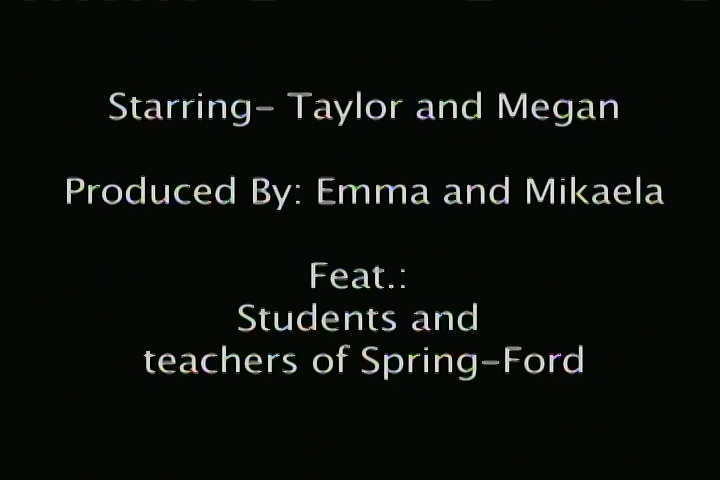 Starring- Taylor and Megan
Produced By: Emma and Mikaela
Feat.:
Students and
teachers of Spring-Ford